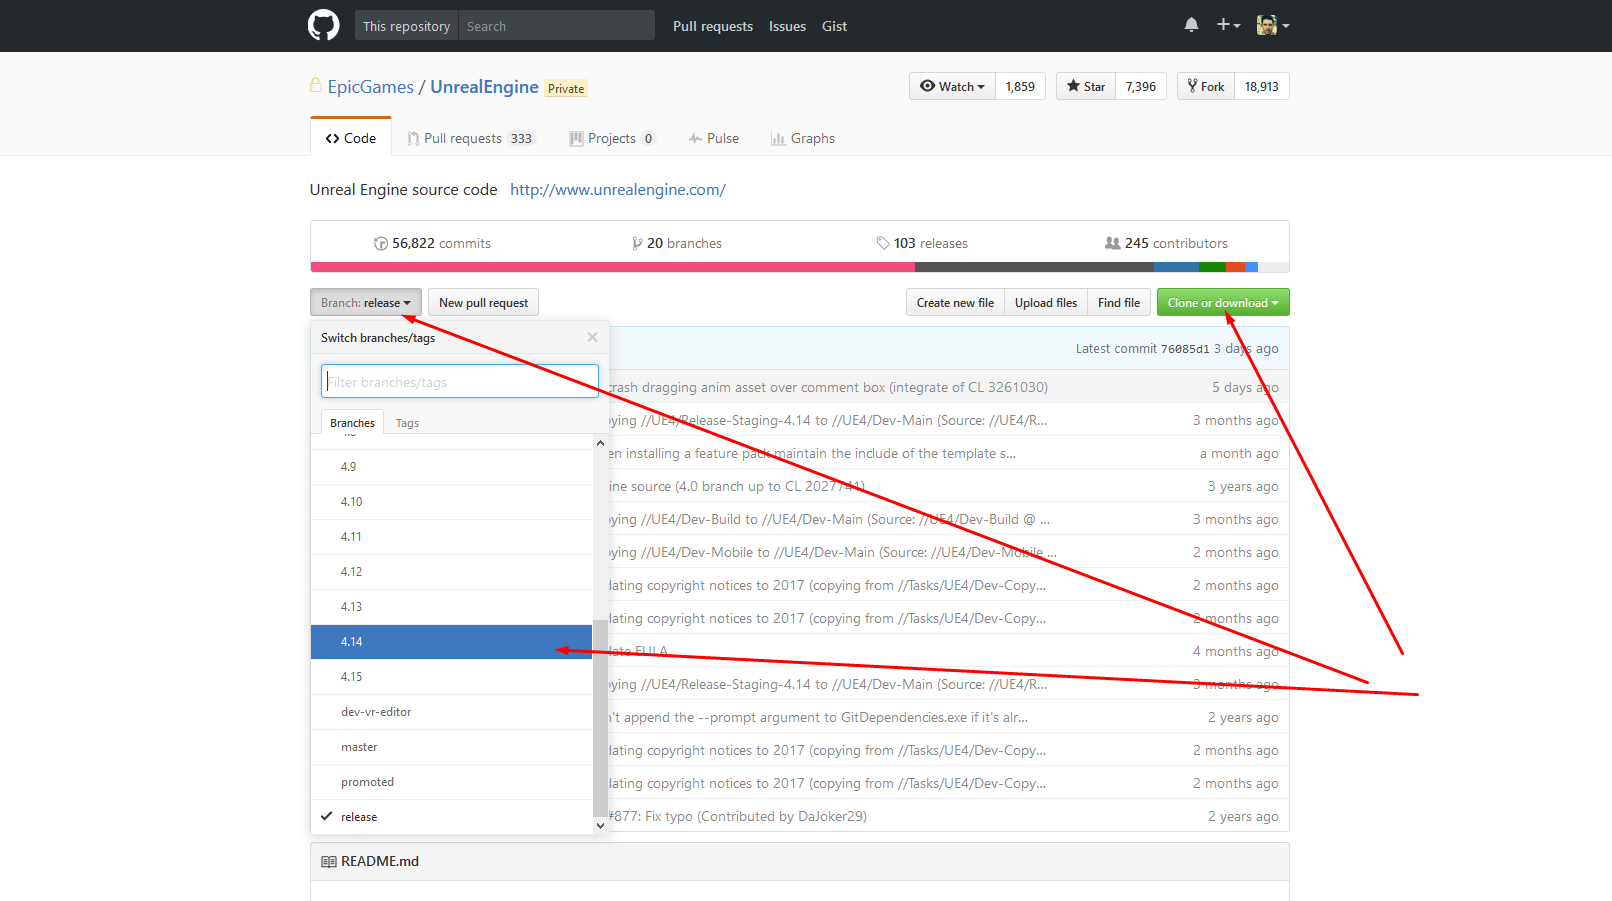 This repository Search Pull requests Issues Gist
EpicGames / UnrealEngine Private Watch 1,859 Star 7,396 Fork 18,913
Code Pull requests 333 Projects 0 Pulse Graphs
Unreal Engine source code http://www.unrealengine.com/
56,822 commits 20 branches 103 releases 245 contributors
Branch: release New pull request Create new file Upload files Find file Clone or download
Switch branches/tags
Filter branches/tags
Branches Tags
4.9
4.10
4.11
4.12
4.13
4.14
4.15
dev-vr-editor
master
promoted
release
Latest commit 76085d1 3 days ago
crash dragging anim asset over comment box (integrate of CL 3261030) 5 days ago
ying //UE4/Release-Staging-4.14 to //UE4/Dev-Main (Source: //UE4/R... 3 months ago
en installing a feature pack maintain the include of the template s... a month ago
ine source (4.0 branch up to CL 2027741) 3 years ago
ying //UE4/Dev-Build to //UE4/Dev-Main (Source: //UE4/Dev-Build @ ... 3 months ago
ying //UE4/Dev-Mobile to //UE4/Dev-Main (Source: //UE4/Dev-Mobile ... 2 months ago
dating copyright notices to 2017 (copying from //Tasks/UE4/Dev-Copy... 2 months ago
dating copyright notices to 2017 (copying from //Tasks/UE4/Dev-Copy... 2 months ago
date EULA 4 months ago
ying //UE4/Release-Staging-4.14 to //UE4/Dev-Main (Source: //UE4/R... 3 months ago
n't append the --prompt argument to GitDependencies.exe if it's alr... 2 years ago
dating copyright notices to 2017 (copying from //Tasks/UE4/Dev-Copy... 2 months ago
dating copyright notices to 2017 (copying from //Tasks/UE4/Dev-Copy... 2 months ago
#877: Fix typo (Contributed by DaJoker29) 2 years ago
README.md